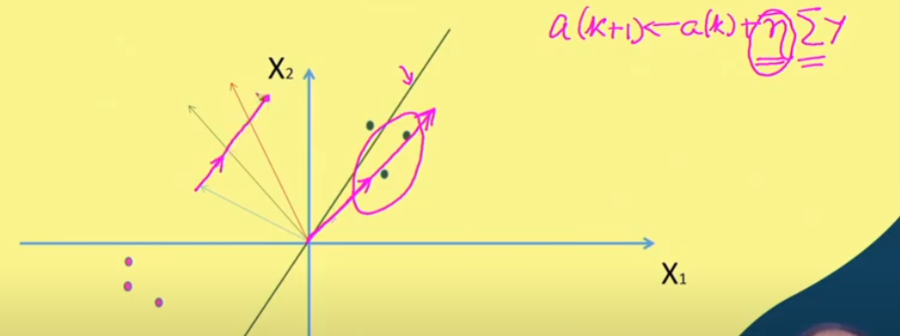 a(k+1)←a(k)+η∑y
X₂
X₁